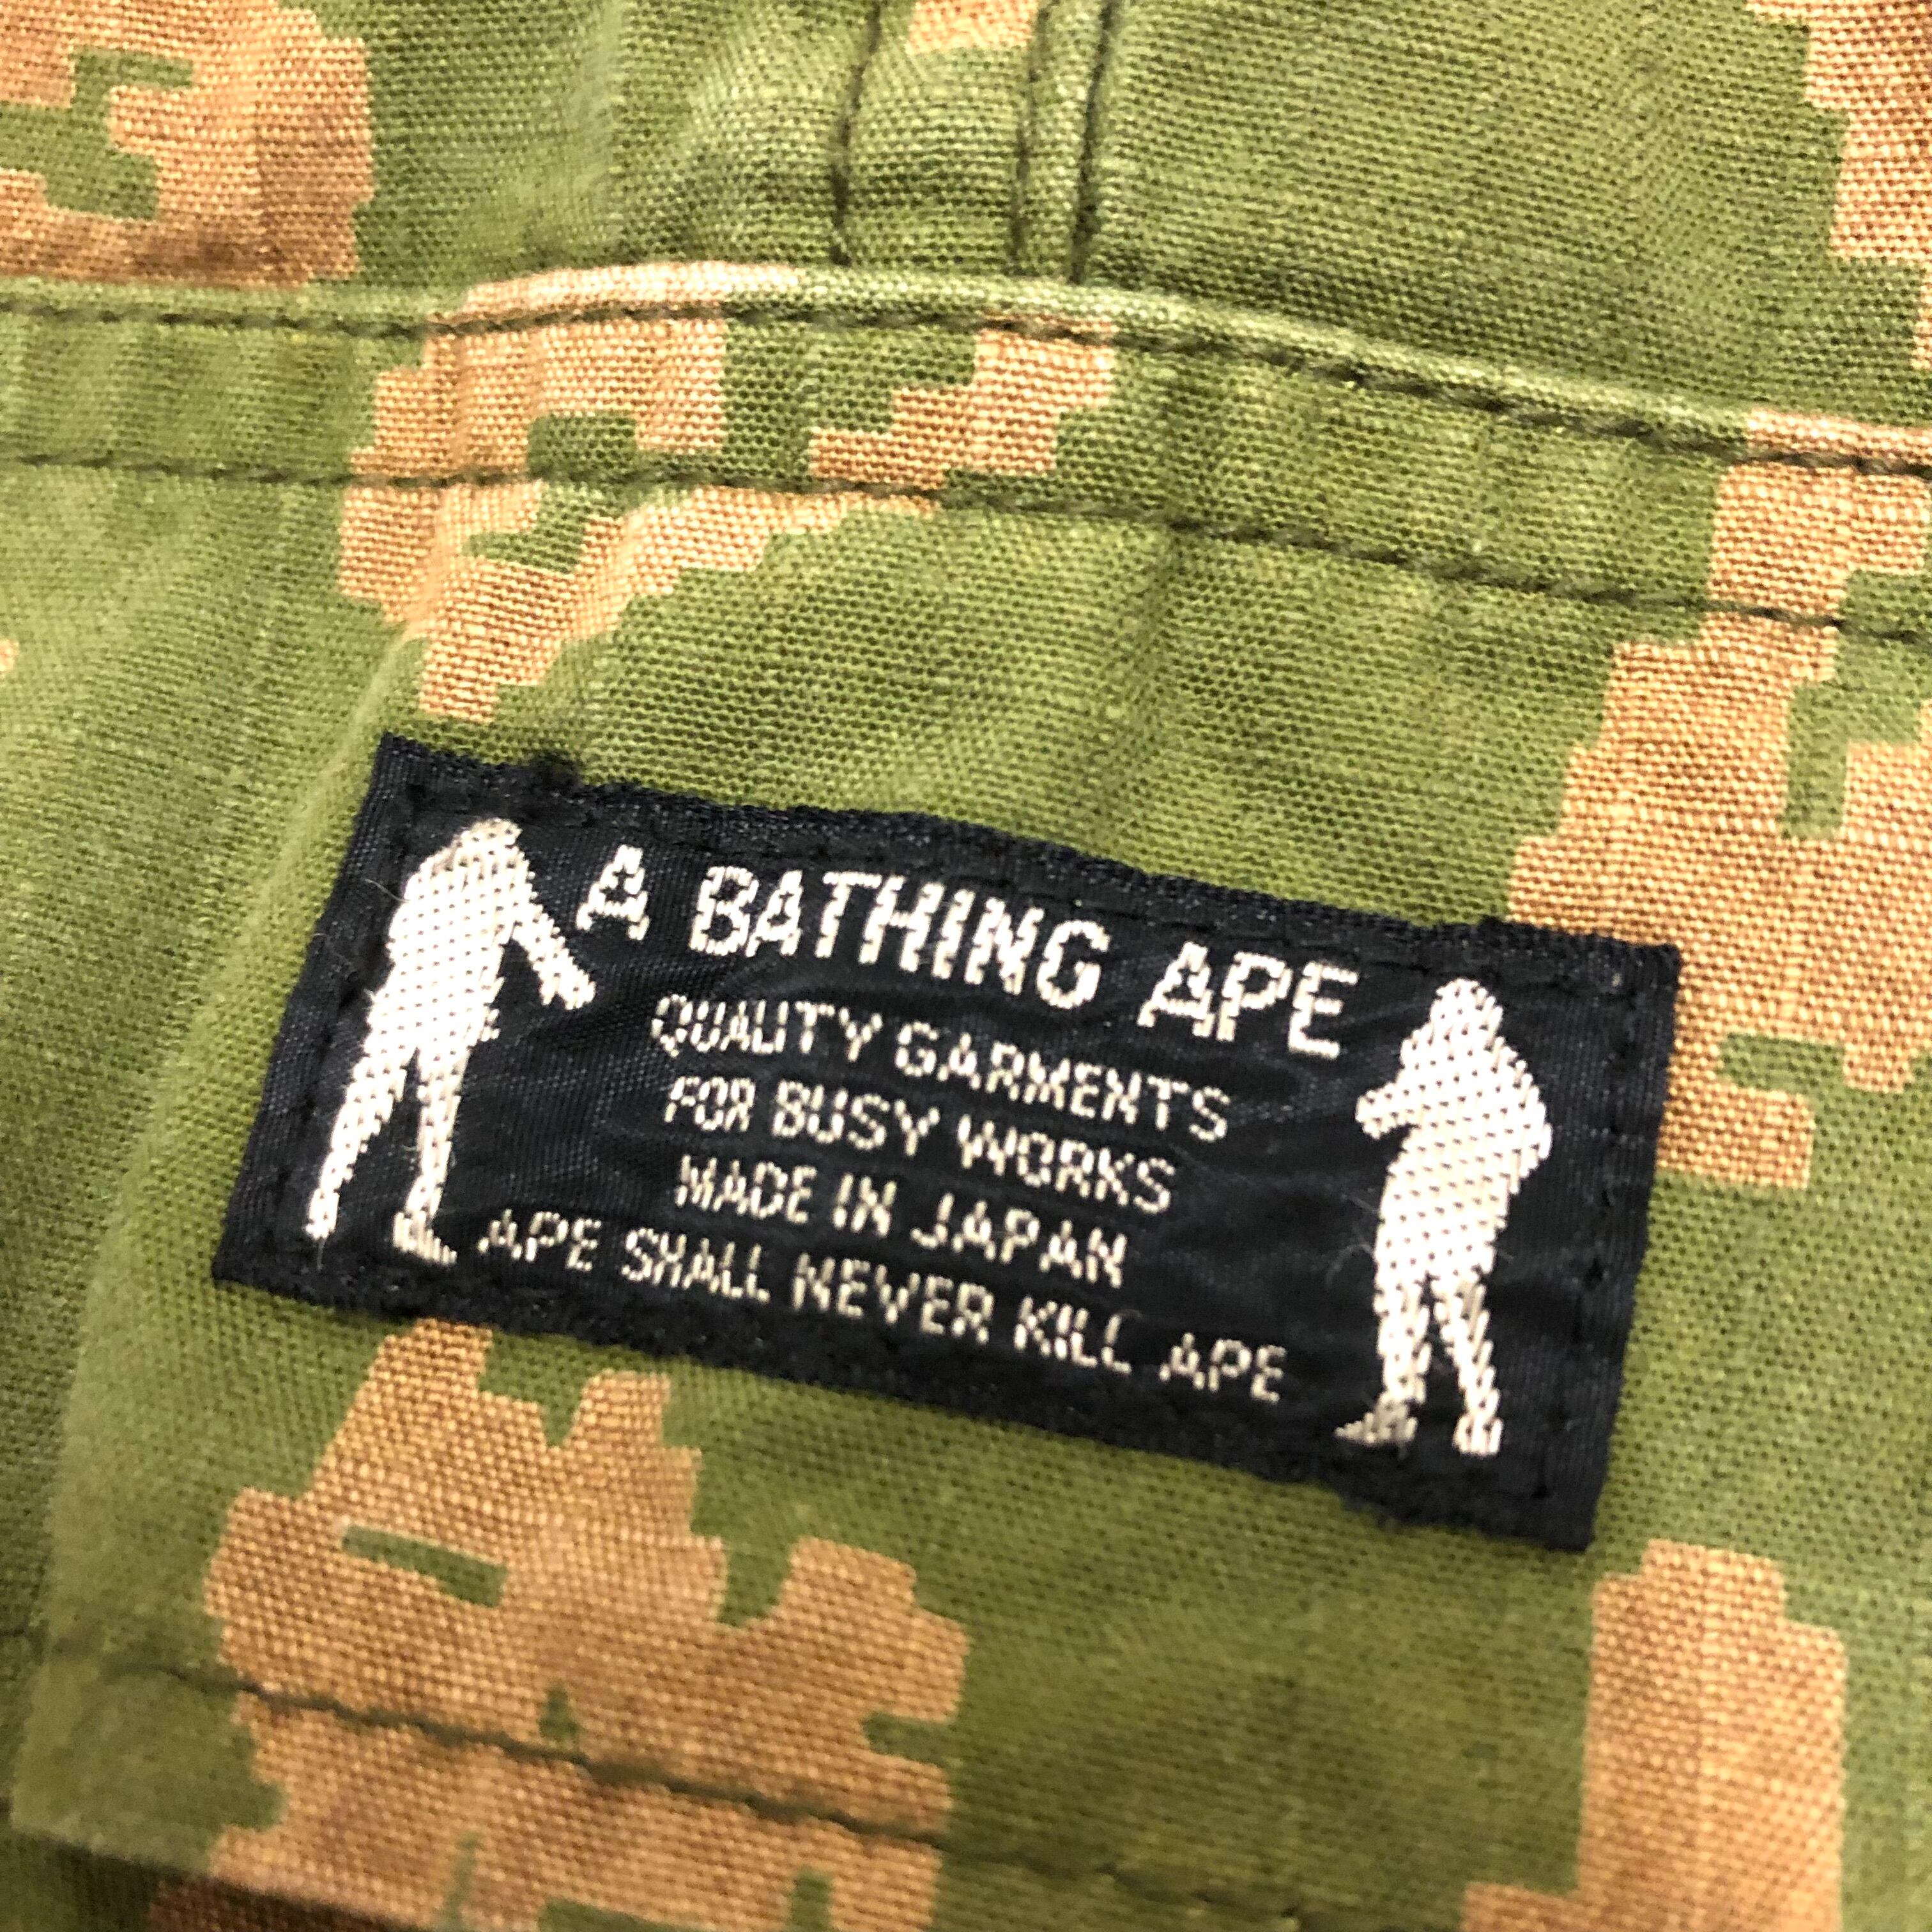 A BATHING APE
QUALITY GARMENTS
FOR BUSY WORKS
MADE IN JAPAN
APE SHALL NEVER KILL APE